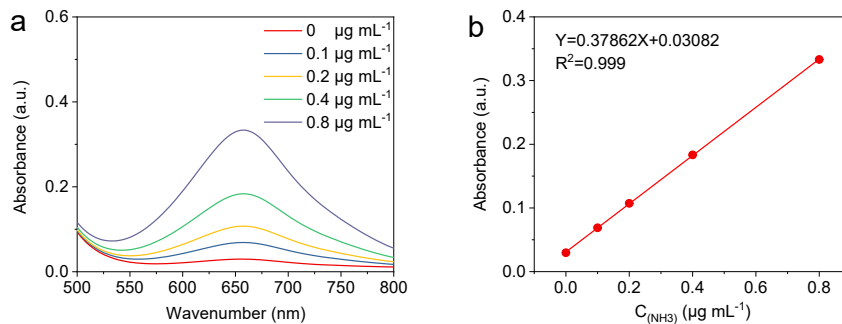 a
0.6
0.4
0.2
0.0
Absorbance (a.u.)
500 550 600 650 700 750 800
Wavenumber (nm)
0 µg mL⁻¹
0.1 µg mL⁻¹
0.2 µg mL⁻¹
0.4 µg mL⁻¹
0.8 µg mL⁻¹
b
0.4
0.3
0.2
0.1
0.0
Absorbance (a.u.)
0.0 0.2 0.4 0.6 0.8
C(NH3) (µg mL⁻¹)
Y=0.37862X+0.03082
R²=0.999